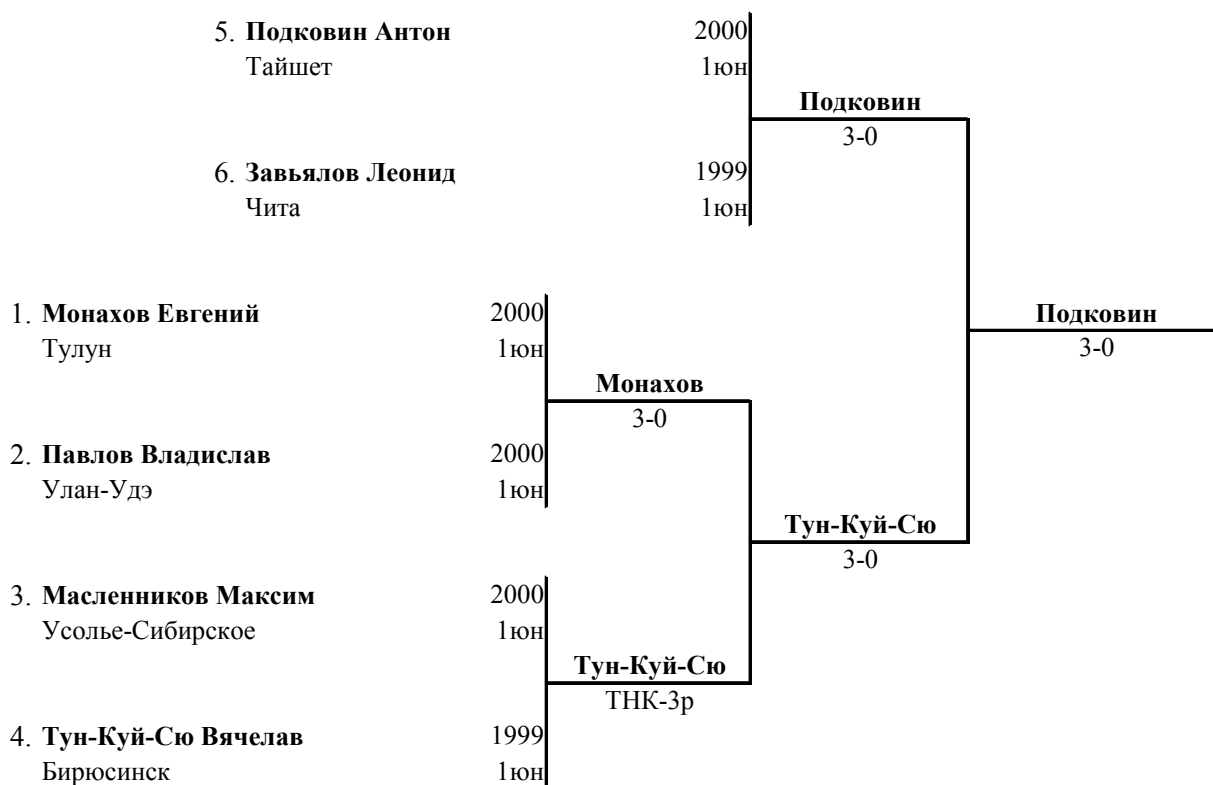 5. Подковин Антон 2000
Тайшет 1юн
Подковин
3-0
6. Завьялов Леонид 1999
Чита 1юн
1. Монахов Евгений 2000
Тулун 1юн
Подковин
3-0
Монахов
3-0
2. Павлов Владислав 2000
Улан-Удэ 1юн
Тун-Куй-Сю
3-0
3. Масленников Максим 2000
Усолье-Сибирское 1юн
Тун-Куй-Сю
ТНК-3р
4. Тун-Куй-Сю Вячелав 1999
Бирюсинск 1юн